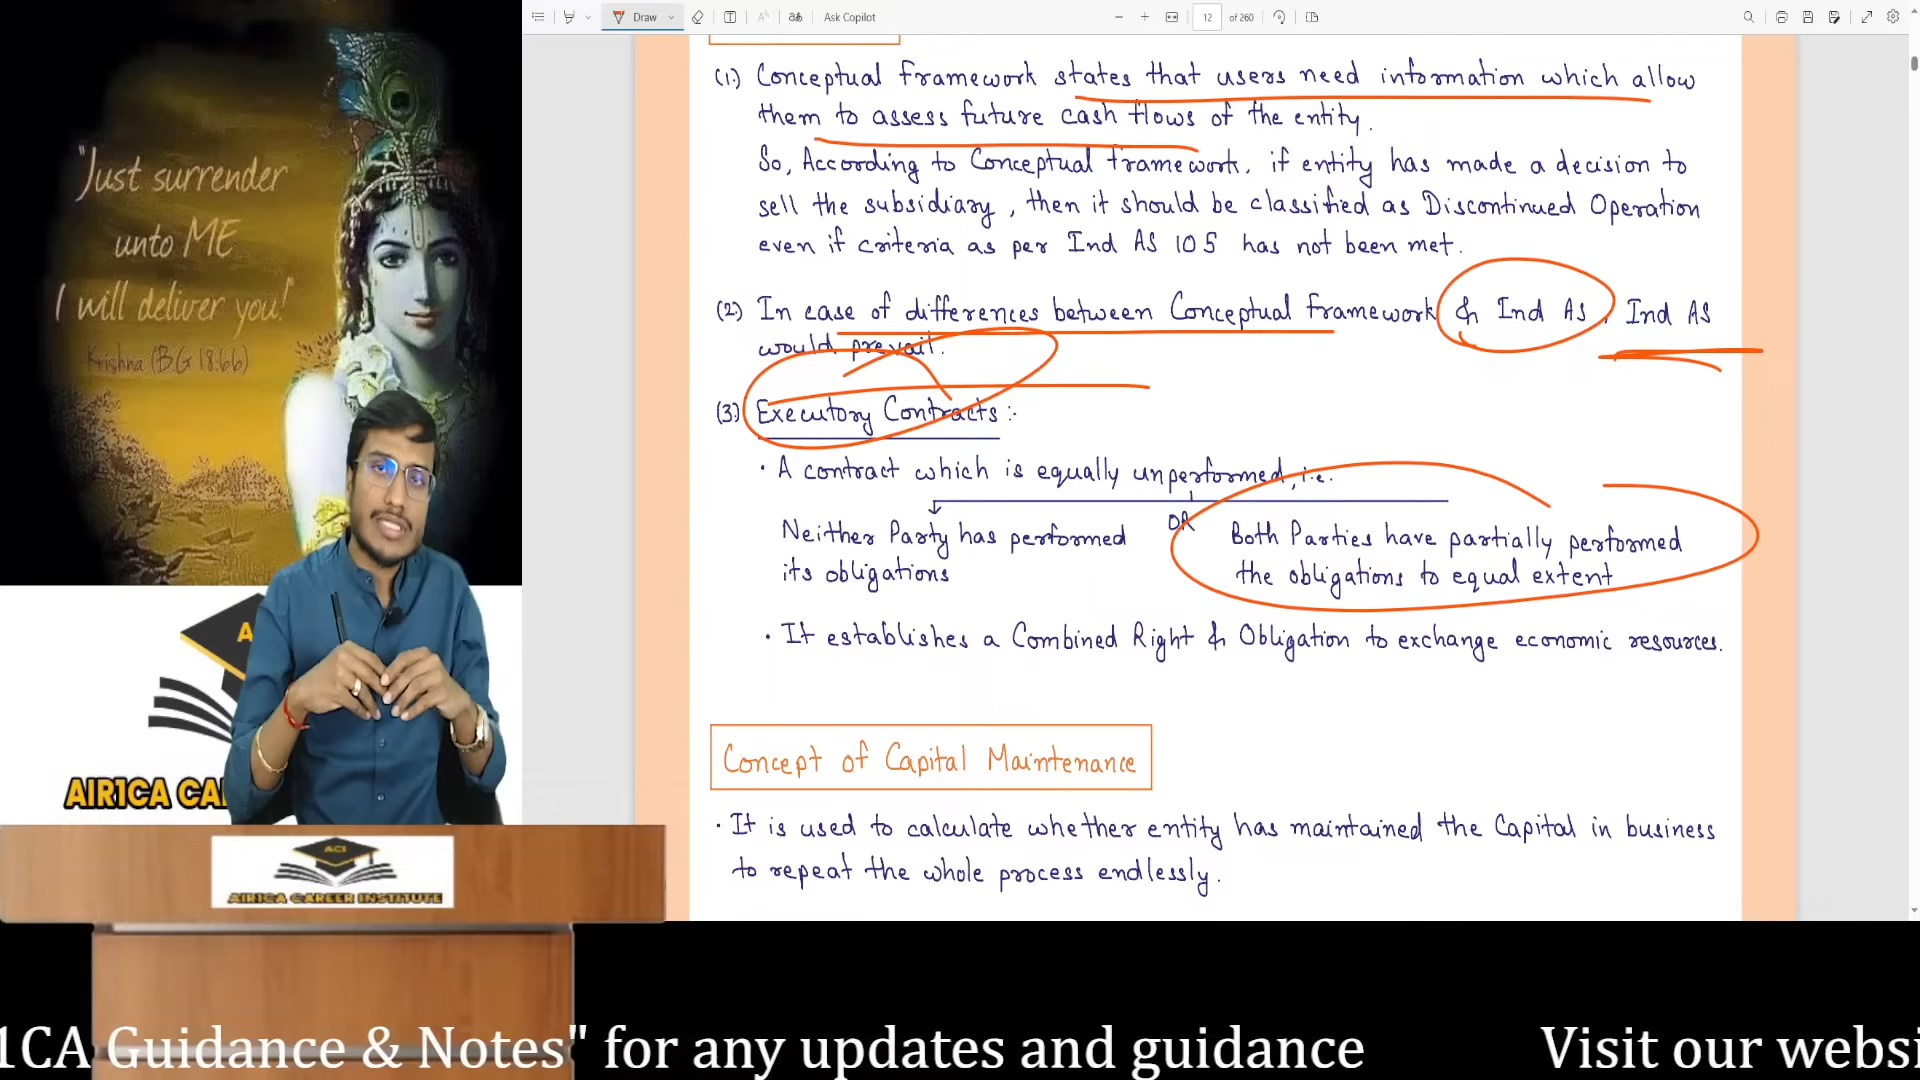 "Just surrender
unto ME
I will deliver you!"
Krishna (B.G 18:66)
Draw
Ask Copilot
12 of 260
(1.) Conceptual Framework states that users need information which allow
them to assess future cash flows of the entity.
So, According to Conceptual framework, if entity has made a decision to
sell the subsidiary, then it should be classified as Discontinued Operation
even if criteria as per Ind AS 105 has not been met.
(2.) In case of differences between Conceptual Framework & Ind AS, Ind AS
would prevail.
(3.) Executory Contracts :-
• A contract which is equally unperformed, i.e.
Neither Party has performed
its obligations
OR
Both Parties have partially performed
the obligations to equal extent
• It establishes a Combined Right & Obligation to exchange economic resources.
Concept of Capital Maintenance
• It is used to calculate whether entity has maintained the Capital in business
to repeat the whole process endlessly.
A
AIR1CA CA
ACI
AIR1CA CAREER INSTITUTE
1CA Guidance & Notes" for any updates and guidance
Visit our websi